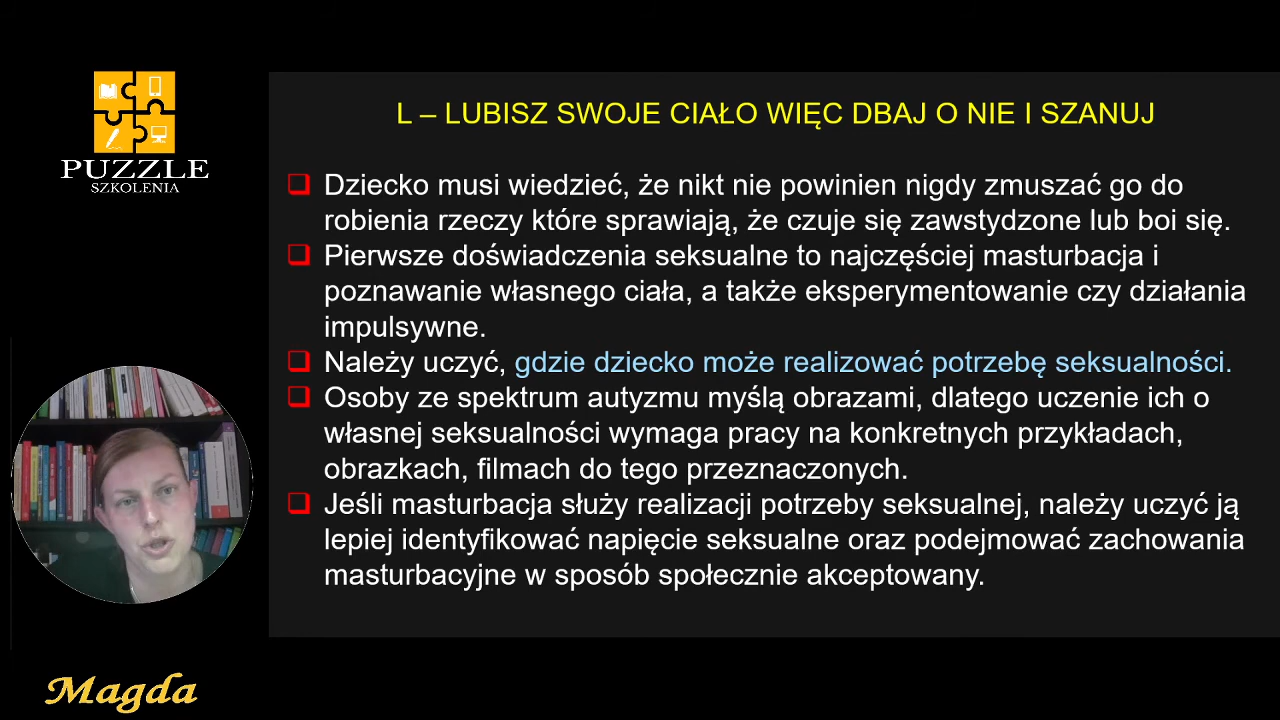 PUZZLE
SZKOLENIA
L – LUBISZ SWOJE CIAŁO WIĘC DBAJ O NIE I SZANUJ
Dziecko musi wiedzieć, że nikt nie powinien nigdy zmuszać go do
robienia rzeczy które sprawiają, że czuje się zawstydzone lub boi się.
Pierwsze doświadczenia seksualne to najczęściej masturbacja i
poznawanie własnego ciała, a także eksperymentowanie czy działania
impulsywne.
Należy uczyć, gdzie dziecko może realizować potrzebę seksualności.
Osoby ze spektrum autyzmu myślą obrazami, dlatego uczenie ich o
własnej seksualności wymaga pracy na konkretnych przykładach,
obrazkach, filmach do tego przeznaczonych.
Jeśli masturbacja służy realizacji potrzeby seksualnej, należy uczyć ją
lepiej identyfikować napięcie seksualne oraz podejmować zachowania
masturbacyjne w sposób społecznie akceptowany.
Magda